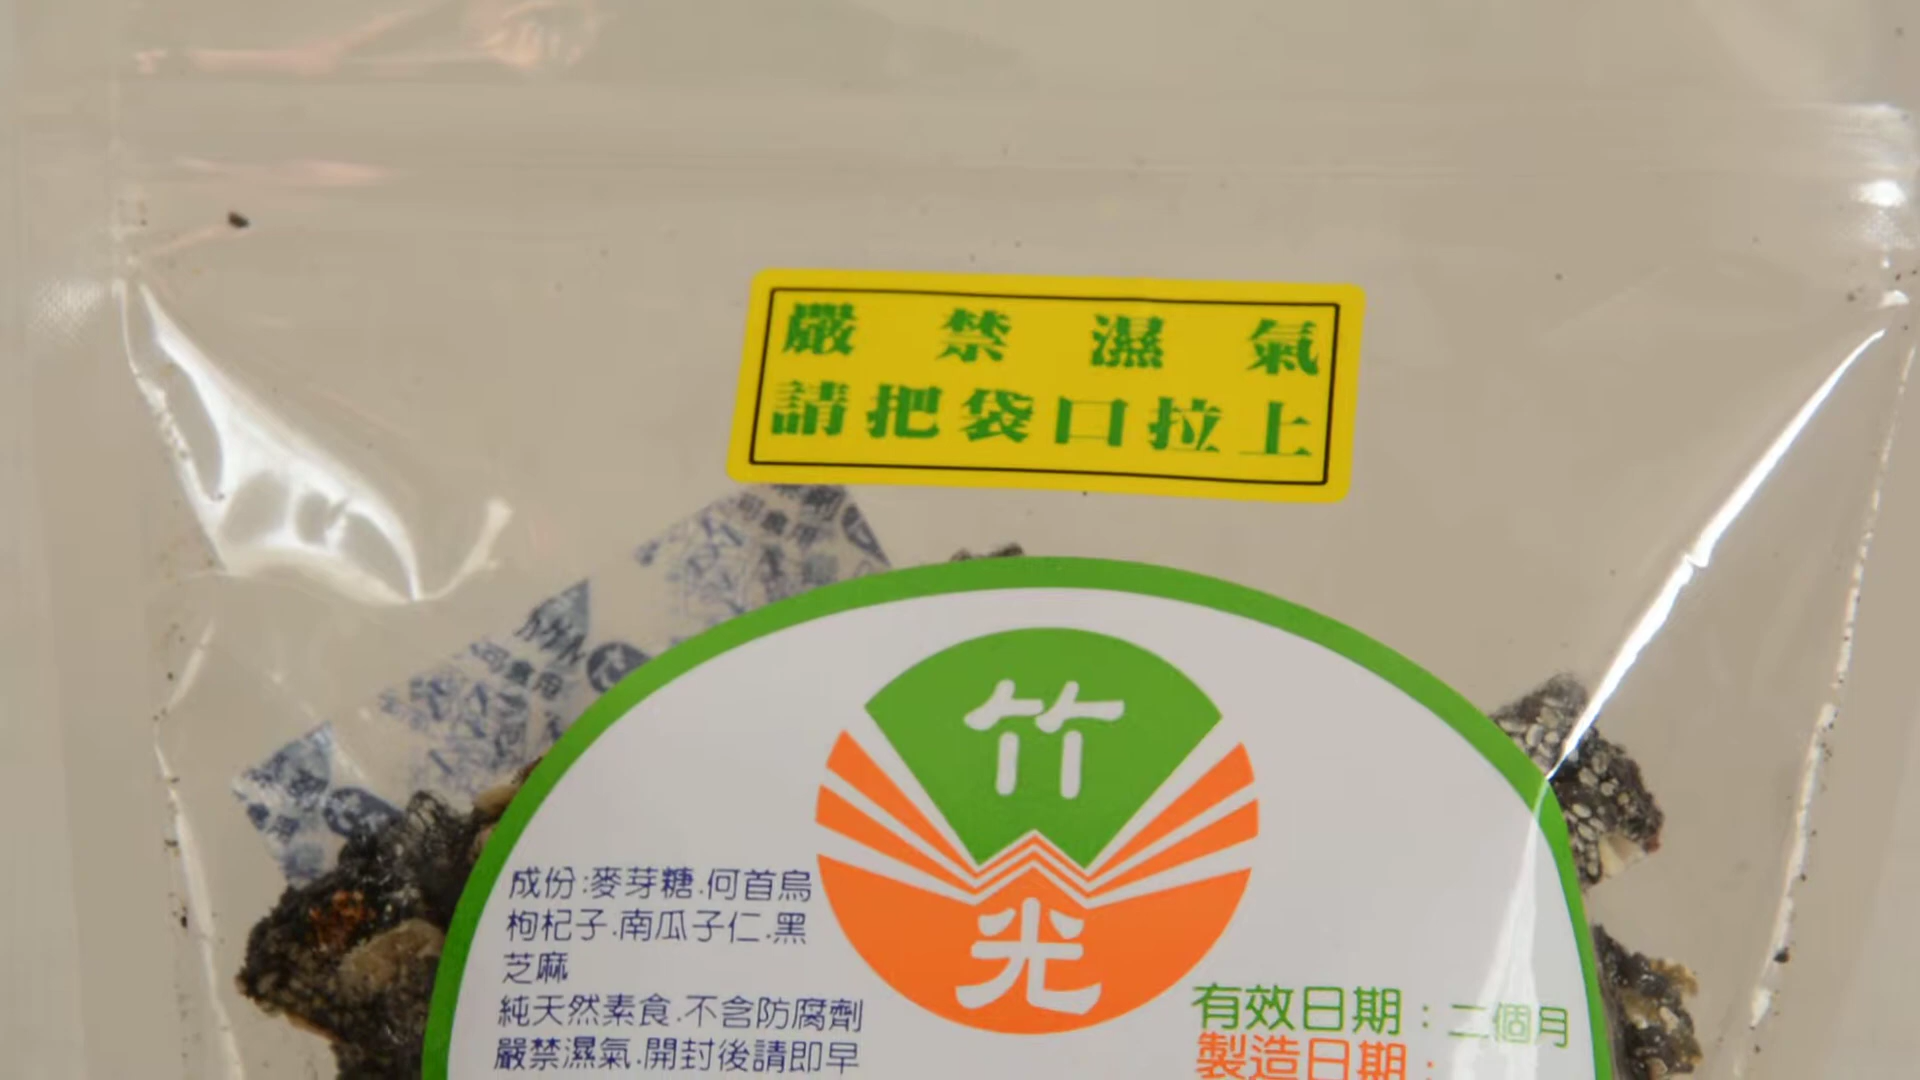 嚴禁濕氣
請把袋口拉上
竹
光
成份:麥芽糖.何首烏
枸杞子.南瓜子仁.黑
芝麻
純天然素食.不含防腐劑
嚴禁濕氣.開封後請即早
有效日期：二個月
製造日期：